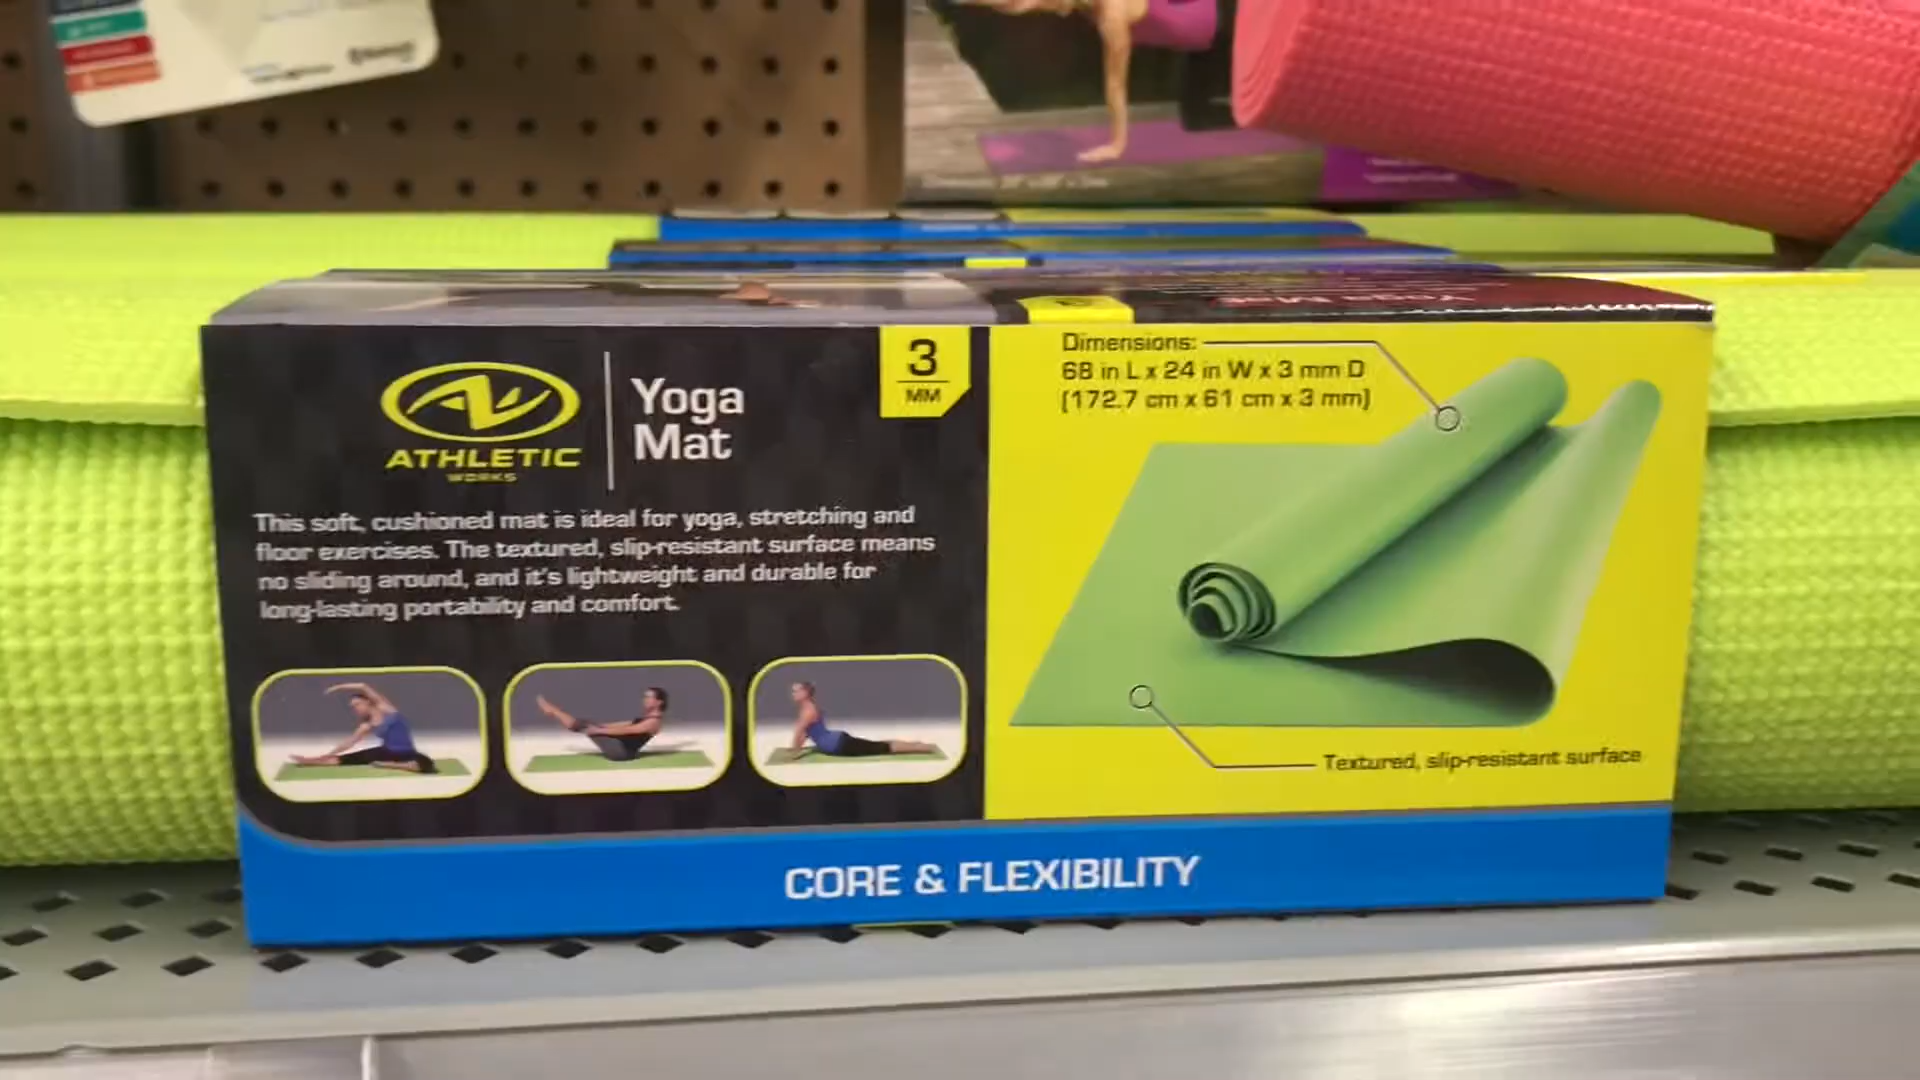 ATHLETIC
WORKS
Yoga
Mat
3
MM
This soft, cushioned mat is ideal for yoga, stretching and
floor exercises. The textured, slip-resistant surface means
no sliding around, and it's lightweight and durable for
long-lasting portability and comfort.
Dimensions:
68 in L x 24 in W x 3 mm D
(172.7 cm x 61 cm x 3 mm)
Textured, slip-resistant surface
CORE & FLEXIBILITY
Yoga Mat